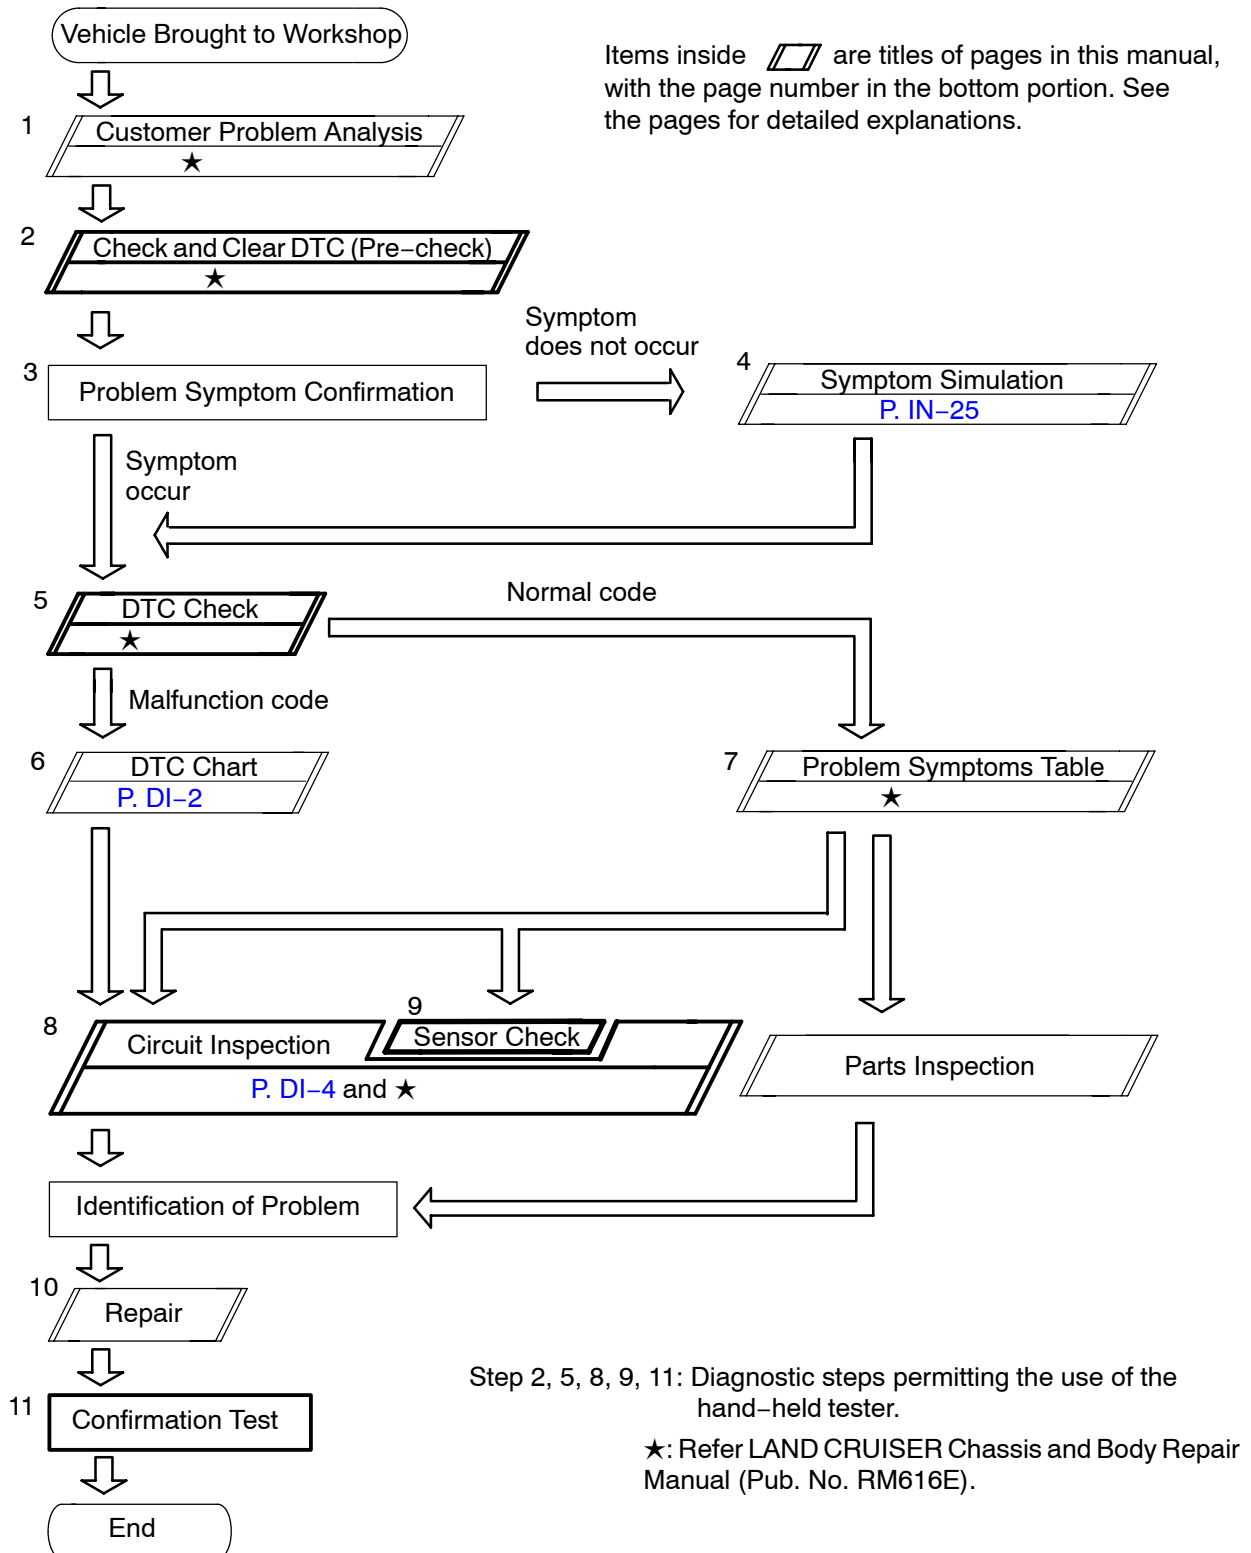 Vehicle Brought to Workshop
Items inside are titles of pages in this manual,
with the page number in the bottom portion. See
the pages for detailed explanations.
1
Customer Problem Analysis
★
2
Check and Clear DTC (Pre−check)
★
3
Problem Symptom Confirmation
Symptom
does not occur
4
Symptom Simulation
P. IN−25
Symptom
occur
5
DTC Check
★
Normal code
Malfunction code
6
DTC Chart
P. DI−2
7
Problem Symptoms Table
★
8
Circuit Inspection
9
Sensor Check
P. DI−4 and ★
Parts Inspection
Identification of Problem
10
Repair
11
Confirmation Test
Step 2, 5, 8, 9, 11: Diagnostic steps permitting the use of the
hand−held tester.
★: Refer LAND CRUISER Chassis and Body Repair
Manual (Pub. No. RM616E).
End